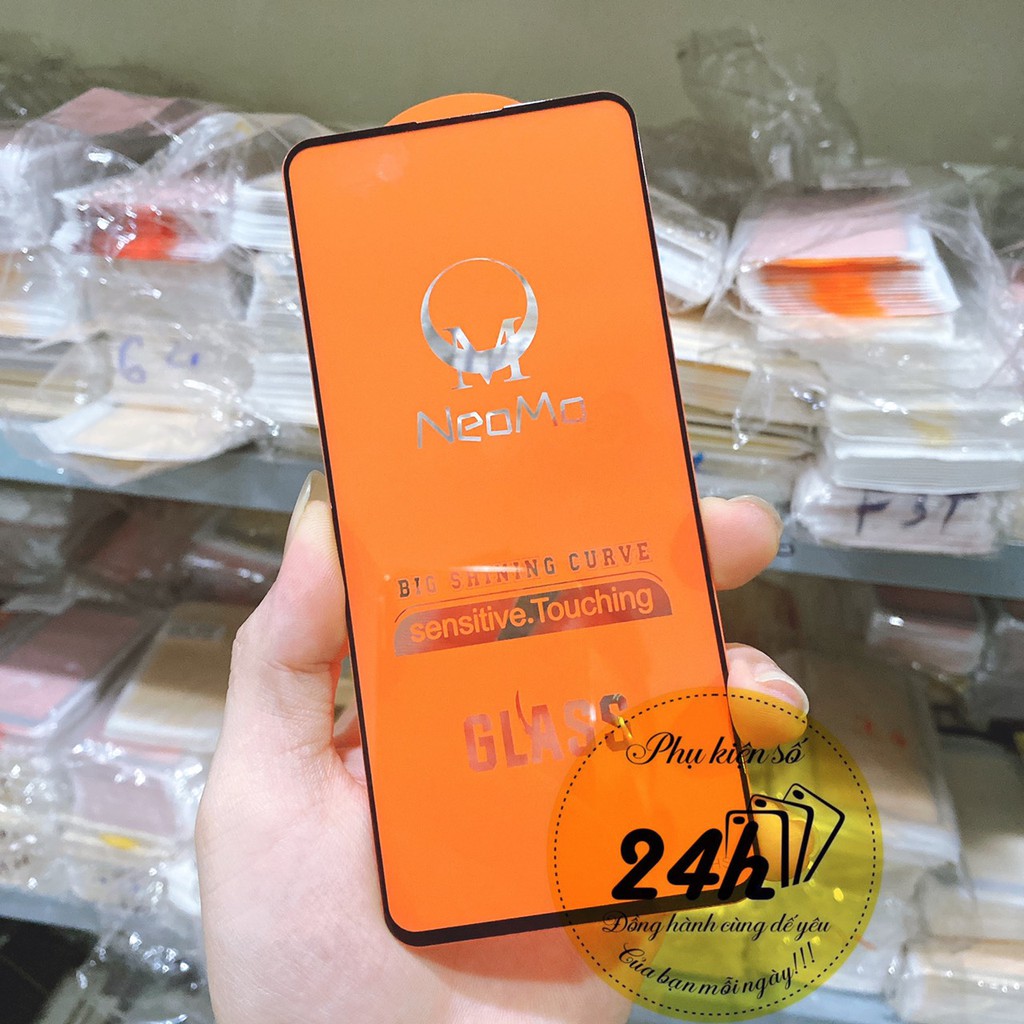 M
NeoMo
BIG SHINING CURVE
sensitive.Touching
GLASS
Phụ kiện số
24h
Đồng hành cùng dế yêu
Của bạn mỗi ngày!!!
F3T